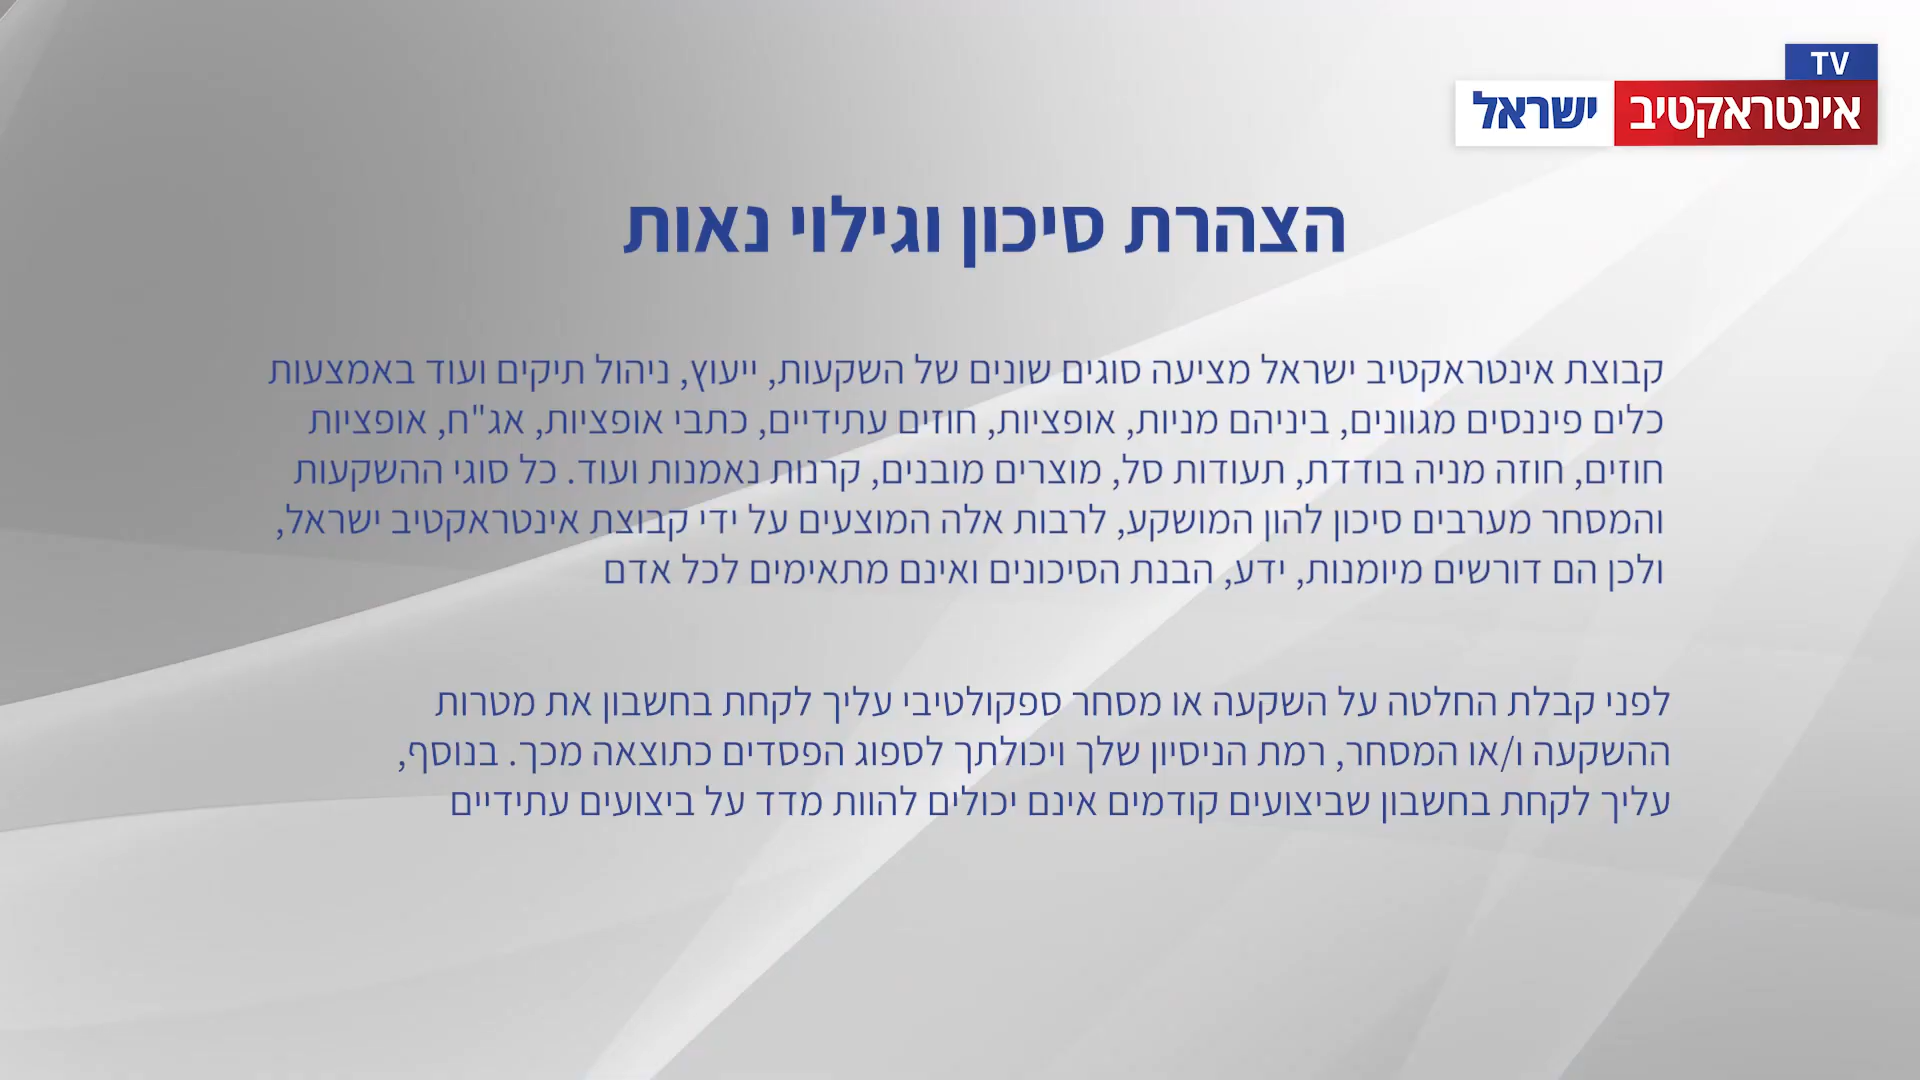 TV
אינטראקטיב ישראל
הצהרת סיכון וגילוי נאות
קבוצת אינטראקטיב ישראל מציעה סוגים שונים של השקעות, ייעוץ, ניהול תיקים ועוד באמצעות
כלים פיננסים מגוונים, ביניהם מניות, אופציות, חוזים עתידיים, כתבי אופציות, אג"ח, אופציות
חוזים, חוזה מניה בודדת, תעודות סל, מוצרים מובנים, קרנות נאמנות ועוד. כל סוגי ההשקעות
והמסחר מערבים סיכון להון המושקע, לרבות אלה המוצעים על ידי קבוצת אינטראקטיב ישראל,
ולכן הם דורשים מיומנות, ידע, הבנת הסיכונים ואינם מתאימים לכל אדם
לפני קבלת החלטה על השקעה או מסחר ספקולטיבי עליך לקחת בחשבון את מטרות
ההשקעה ו/או המסחר, רמת הניסיון שלך ויכולתך לספוג הפסדים כתוצאה מכך. בנוסף,
עליך לקחת בחשבון שביצועים קודמים אינם יכולים להוות מדד על ביצועים עתידיים